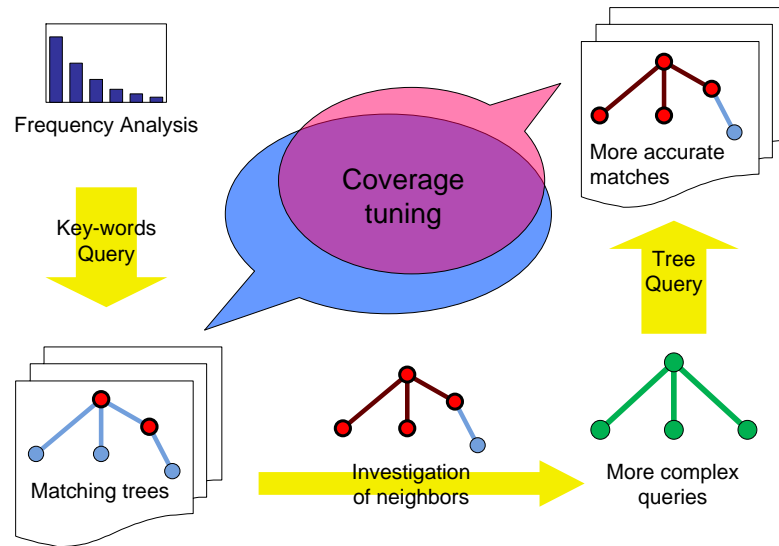 Frequency Analysis
Key-words
Query
Matching trees
Coverage
tuning
Investigation
of neighbors
More complex
queries
Tree
Query
More accurate
matches